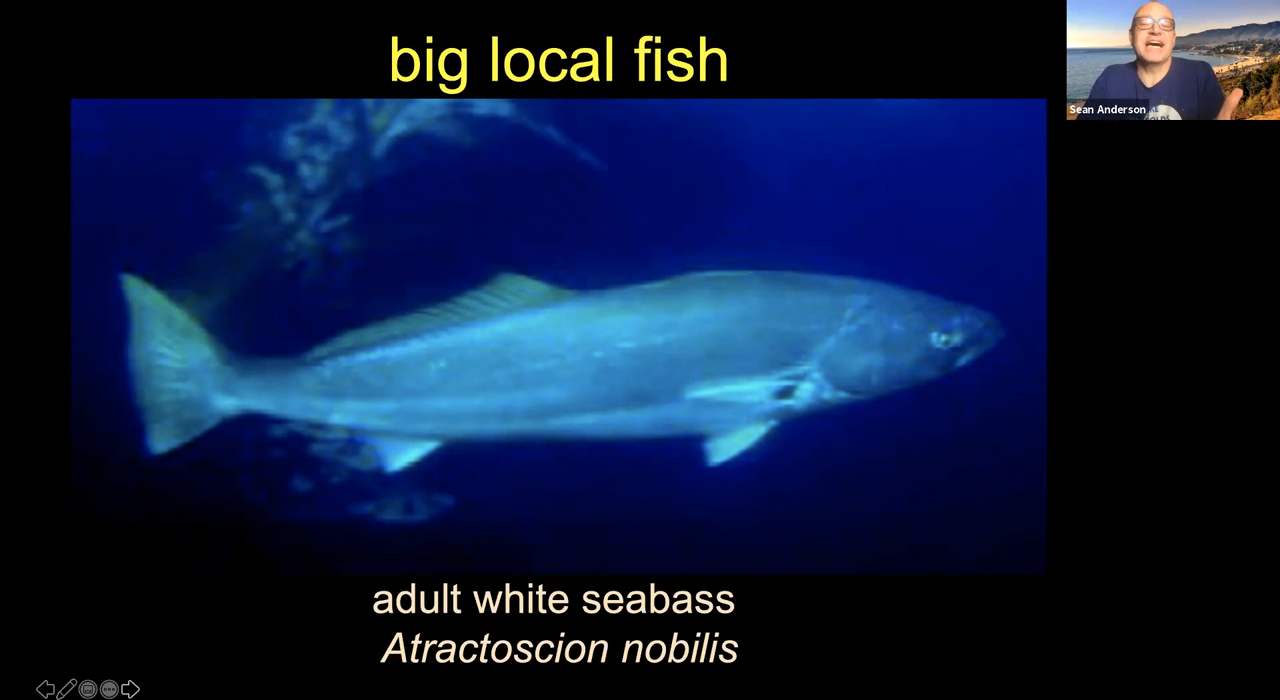 big local fish
Sean Anderson
adult white seabass
Atractoscion nobilis